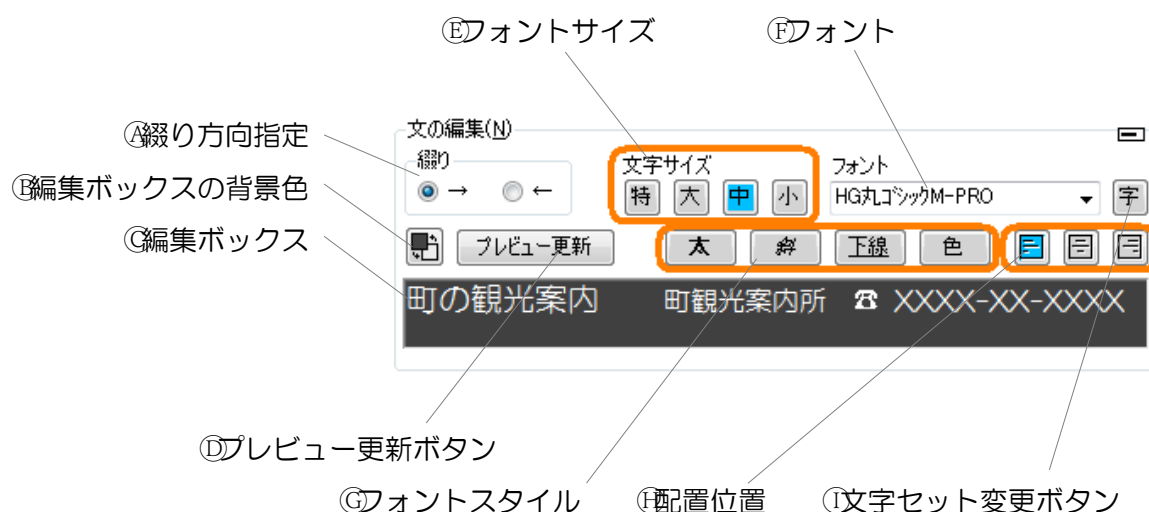 Ⓔフォントサイズ
Ⓕフォント
Ⓐ綴り方向指定
Ⓑ編集ボックスの背景色
Ⓒ編集ボックス
文の編集(N)
綴り
→ ←
文字サイズ
特 大 中 小
フォント
HG丸ゴシックM-PRO
字
プレビュー更新
太 斜 下線 色
町の観光案内 町観光案内所 ☎ XXXX-XX-XXXX
Ⓓプレビュー更新ボタン
Ⓖフォントスタイル
Ⓗ配置位置
Ⓘ文字セット変更ボタン